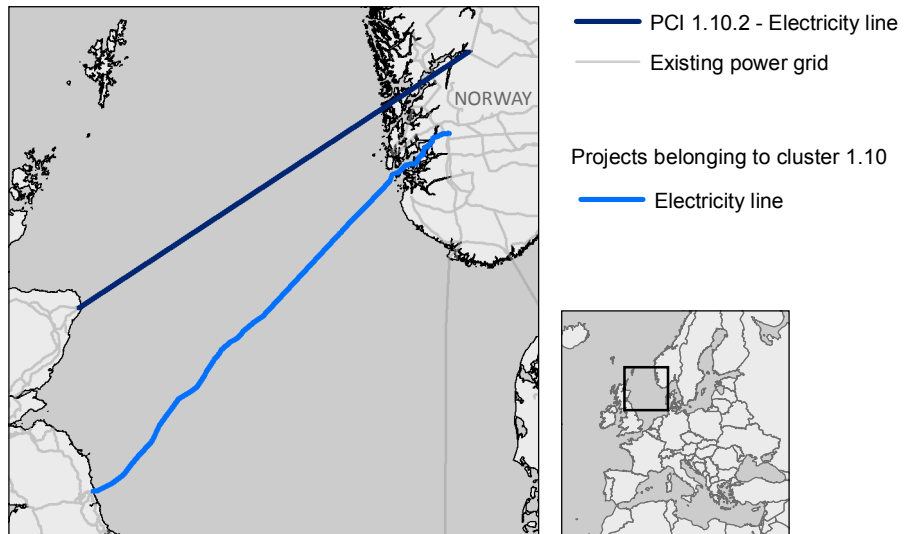 PCI 1.10.2 - Electricity line
Existing power grid
NORWAY
Projects belonging to cluster 1.10
Electricity line